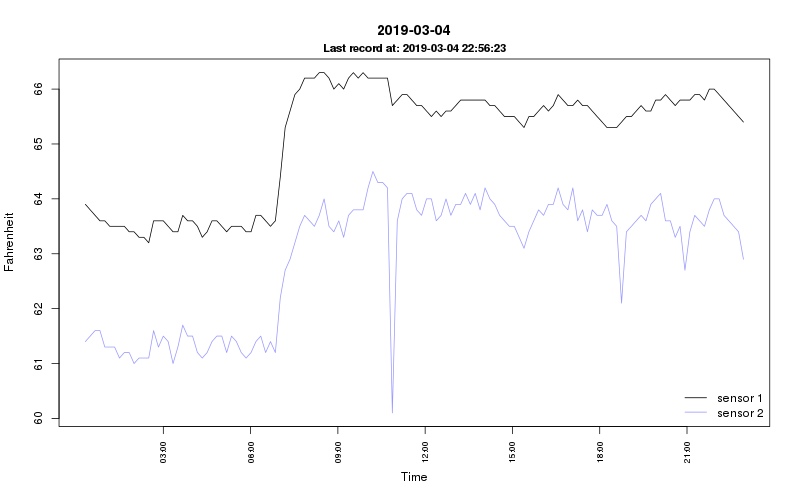 2019-03-04
Last record at: 2019-03-04 22:56:23
Fahrenheit
66
65
64
63
62
61
60
sensor 1
sensor 2
03:00 06:00 09:00 12:00 15:00 18:00 21:00
Time